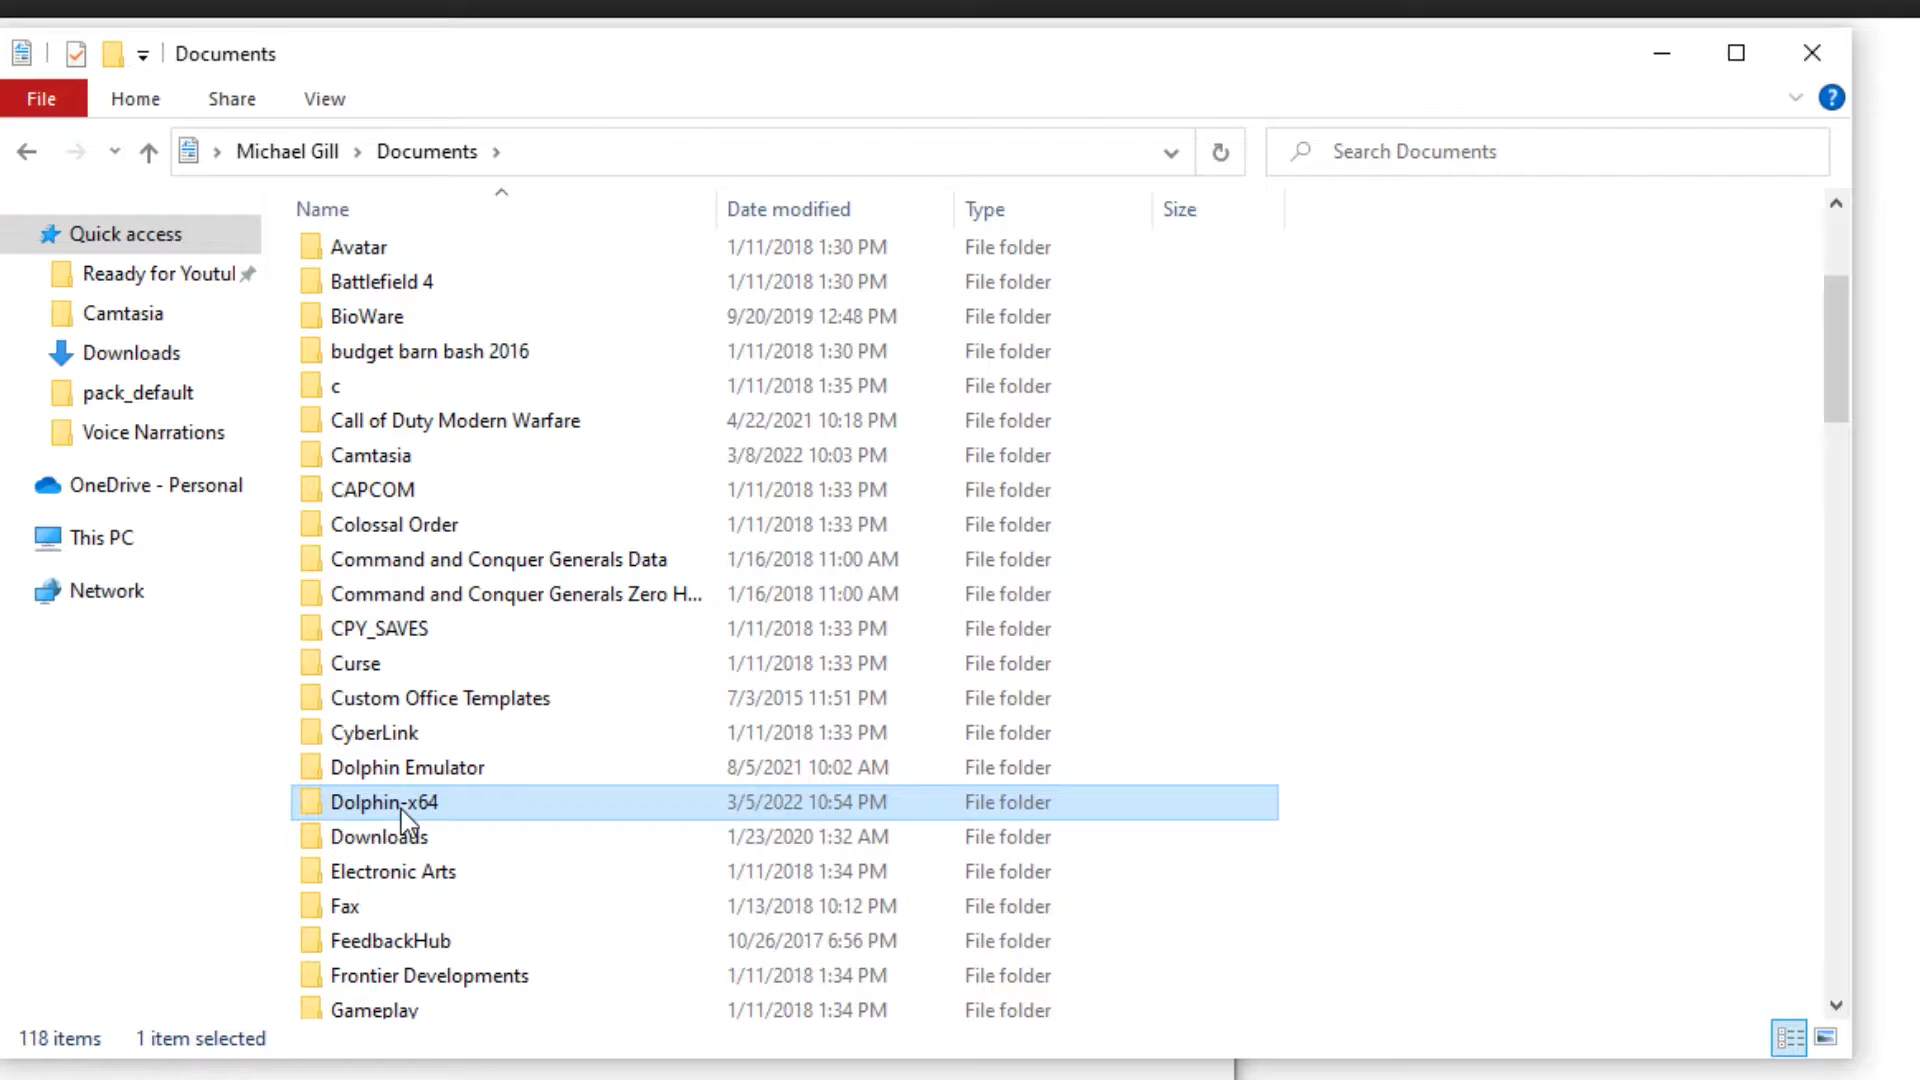 Documents
File Home Share View
Michael Gill Documents Search Documents
Name Date modified Type Size
Quick access
Reaady for Youtul
Camtasia
Downloads
pack_default
Voice Narrations
OneDrive - Personal
This PC
Network
Avatar 1/11/2018 1:30 PM File folder
Battlefield 4 1/11/2018 1:30 PM File folder
BioWare 9/20/2019 12:48 PM File folder
budget barn bash 2016 1/11/2018 1:30 PM File folder
c 1/11/2018 1:35 PM File folder
Call of Duty Modern Warfare 4/22/2021 10:18 PM File folder
Camtasia 3/8/2022 10:03 PM File folder
CAPCOM 1/11/2018 1:33 PM File folder
Colossal Order 1/11/2018 1:33 PM File folder
Command and Conquer Generals Data 1/16/2018 11:00 AM File folder
Command and Conquer Generals Zero H... 1/16/2018 11:00 AM File folder
CPY_SAVES 1/11/2018 1:33 PM File folder
Curse 1/11/2018 1:33 PM File folder
Custom Office Templates 7/3/2015 11:51 PM File folder
CyberLink 1/11/2018 1:33 PM File folder
Dolphin Emulator 8/5/2021 10:02 AM File folder
Dolphin-x64 3/5/2022 10:54 PM File folder
Downloads 1/23/2020 1:32 AM File folder
Electronic Arts 1/11/2018 1:34 PM File folder
Fax 1/13/2018 10:12 PM File folder
FeedbackHub 10/26/2017 6:56 PM File folder
Frontier Developments 1/11/2018 1:34 PM File folder
Gameplay 1/11/2018 1:34 PM File folder
118 items 1 item selected